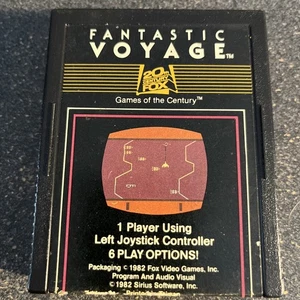 FANTASTIC
VOYAGE™
20th
CENTURY
FOX
Games of the Century™
1 Player Using
Left Joystick Controller
6 PLAY OPTIONS!
Packaging © 1982 Fox Video Games, Inc.
Program And Audio Visual
© 1982 Sirius Software, Inc.